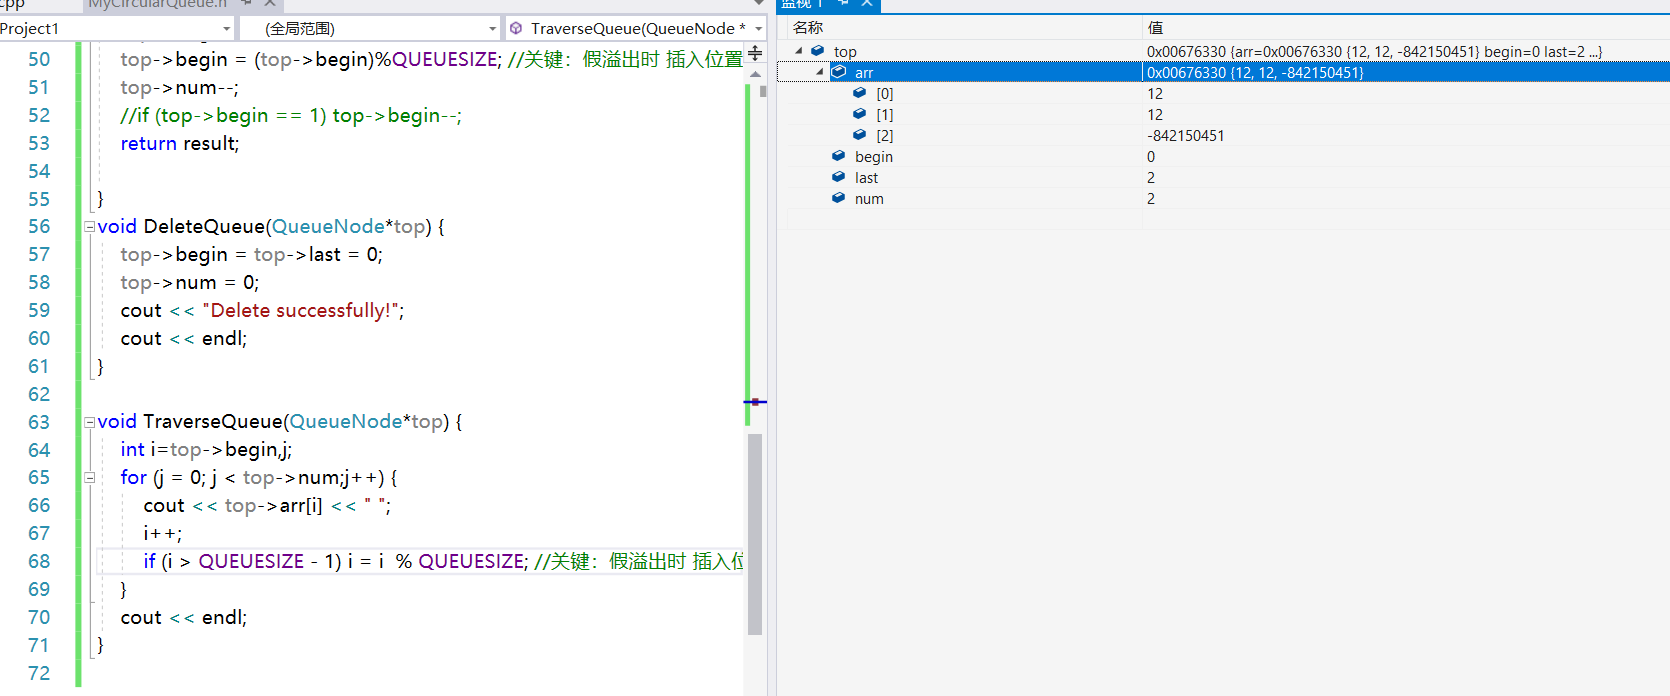 MyCircularQueue.h
Project1
(全局范围)
TraverseQueue(QueueNode *
50 top->begin = (top->begin)%QUEUESIZE; //关键：假溢出时 插入位置
51 top->num--;
52 //if (top->begin == 1) top->begin--;
53 return result;
54
55 }
56 void DeleteQueue(QueueNode*top) {
57 top->begin = top->last = 0;
58 top->num = 0;
59 cout << "Delete successfully!";
60 cout << endl;
61 }
62
63 void TraverseQueue(QueueNode*top) {
64 int i=top->begin,j;
65 for (j = 0; j < top->num;j++) {
66 cout << top->arr[i] << " ";
67 i++;
68 if (i > QUEUESIZE - 1) i = i % QUEUESIZE; //关键：假溢出时 插入位
69 }
70 cout << endl;
71 }
72
监视 1
名称 值
top 0x00676330 {arr=0x00676330 {12, 12, -842150451} begin=0 last=2 ...}
arr 0x00676330 {12, 12, -842150451}
[0] 12
[1] 12
[2] -842150451
begin 0
last 2
num 2